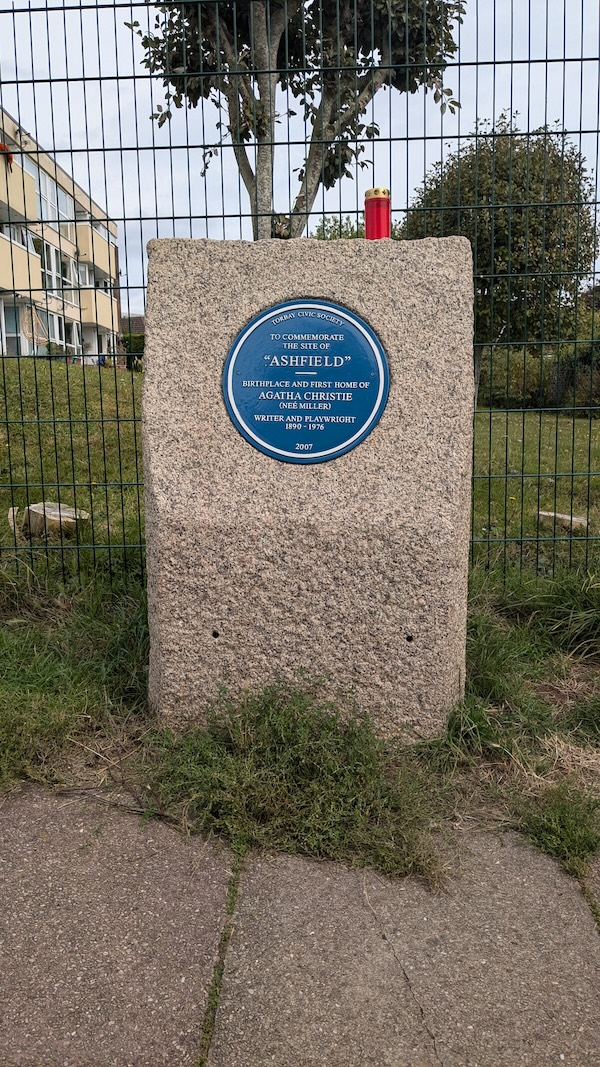 TORBAY CIVIC SOCIETY
TO COMMEMORATE
THE SITE OF
"ASHFIELD"
BIRTHPLACE AND FIRST HOME OF
AGATHA CHRISTIE
(NEÉ MILLER)
WRITER AND PLAYWRIGHT
1890 - 1976
2007